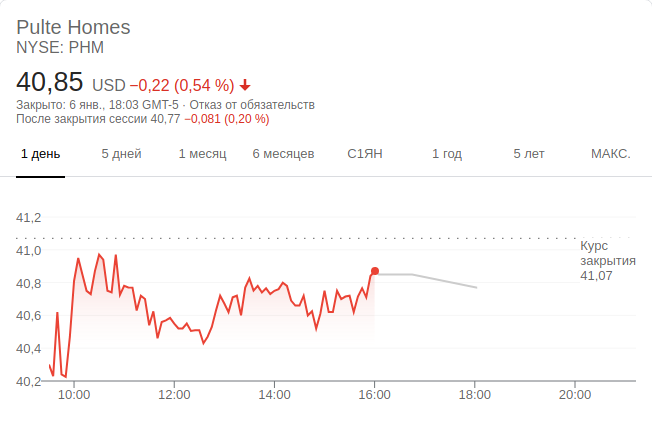 Pulte Homes
NYSE: PHM
40,85 USD −0,22 (0,54 %)
Закрыто: 6 янв., 18:03 GMT-5 · Отказ от обязательств
После закрытия сессии 40,77 −0,081 (0,20 %)
1 день 5 дней 1 месяц 6 месяцев С1ЯН 1 год 5 лет МАКС.
41,2
41,0
40,8
40,6
40,4
40,2
Курс
закрытия
41,07
10:00 12:00 14:00 16:00 18:00 20:00